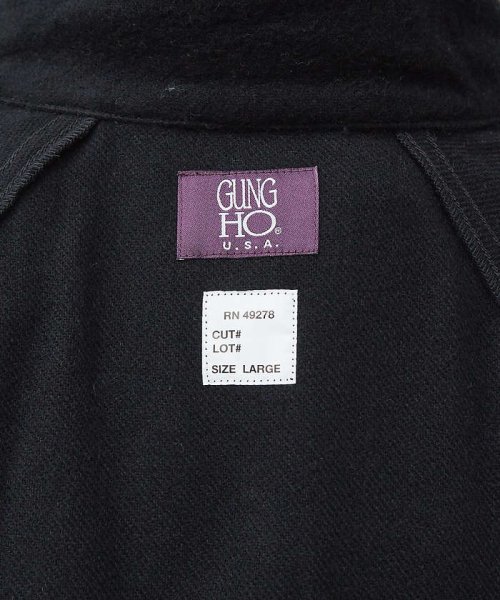 GUNG
HO®
U.S.A.
RN 49278
CUT#
LOT#
SIZE LARGE